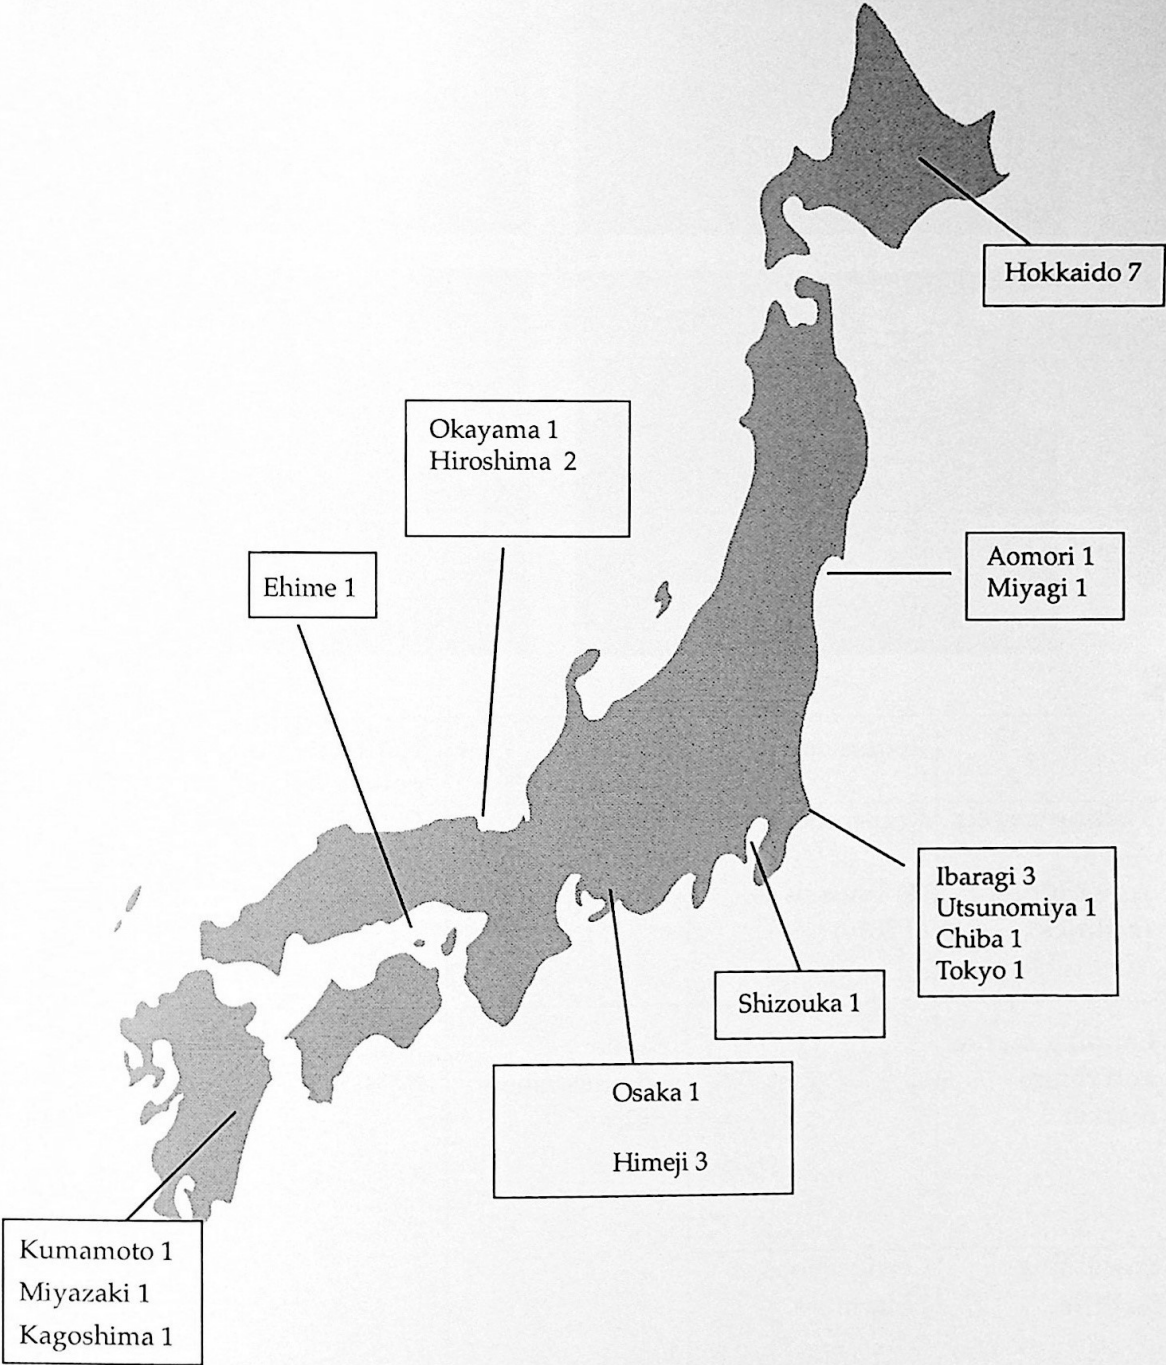 Hokkaido 7
Okayama 1
Hiroshima 2
Aomori 1
Miyagi 1
Ehime 1
Ibaragi 3
Utsunomiya 1
Chiba 1
Tokyo 1
Shizouka 1
Osaka 1
Himeji 3
Kumamoto 1
Miyazaki 1
Kagoshima 1